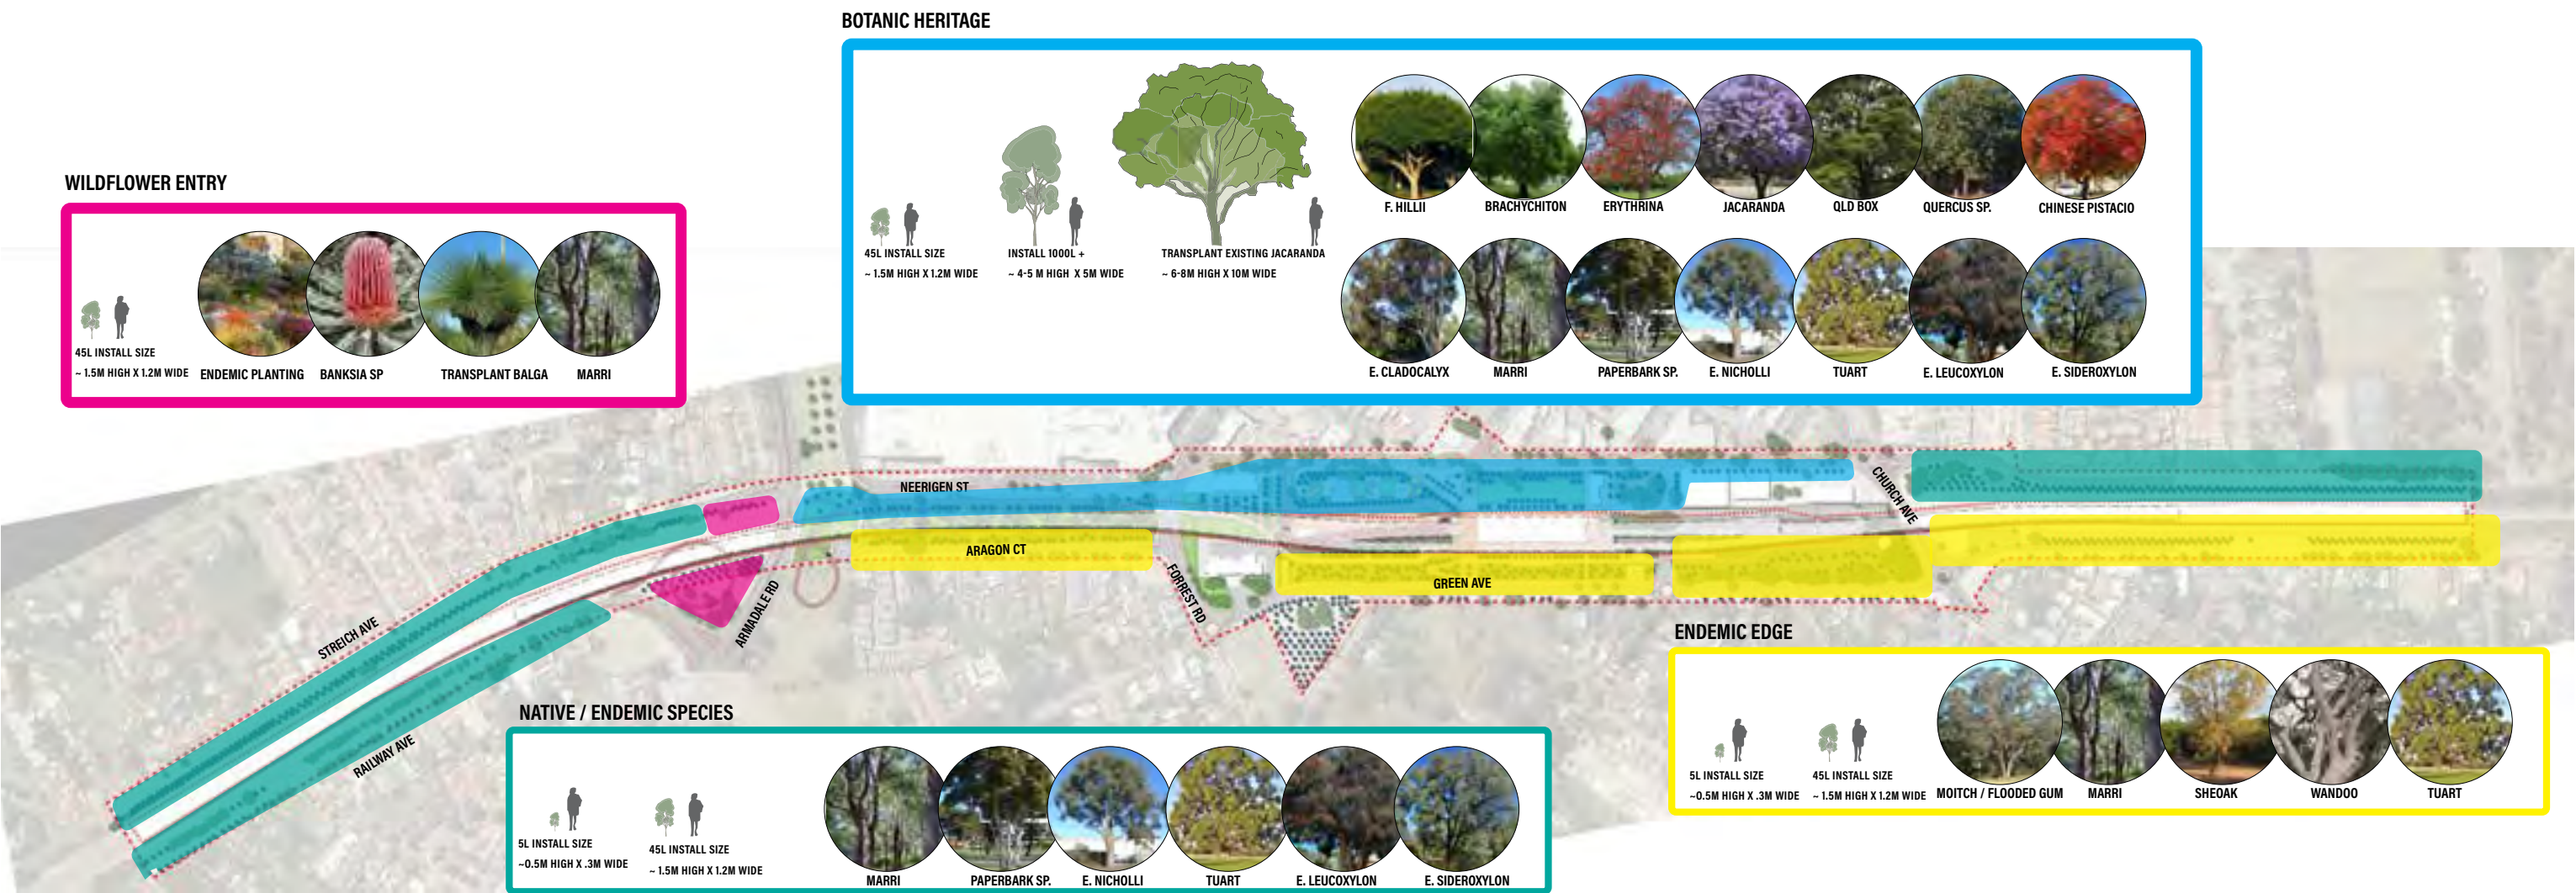 BOTANIC HERITAGE
45L INSTALL SIZE
~ 1.5M HIGH X 1.2M WIDE
INSTALL 1000L +
~ 4-5 M HIGH X 5M WIDE
TRANSPLANT EXISTING JACARANDA
~ 6-8M HIGH X 10M WIDE
F. HILLII
BRACHYCHITON
ERYTHRINA
JACARANDA
QLD BOX
QUERCUS SP.
CHINESE PISTACIO
E. CLADOCALYX
MARRI
PAPERBARK SP.
E. NICHOLLI
TUART
E. LEUCOXYLON
E. SIDEROXYLON
WILDFLOWER ENTRY
45L INSTALL SIZE
~ 1.5M HIGH X 1.2M WIDE
ENDEMIC PLANTING
BANKSIA SP
TRANSPLANT BALGA
MARRI
NEERIGEN ST
CHURCH AVE
ARAGON CT
GREEN AVE
FORREST RD
ARMADALE RD
STREICH AVE
RAILWAY AVE
ENDEMIC EDGE
5L INSTALL SIZE
~0.5M HIGH X .3M WIDE
45L INSTALL SIZE
~ 1.5M HIGH X 1.2M WIDE
MOITCH / FLOODED GUM
MARRI
SHEOAK
WANDOO
TUART
NATIVE / ENDEMIC SPECIES
5L INSTALL SIZE
~0.5M HIGH X .3M WIDE
45L INSTALL SIZE
~ 1.5M HIGH X 1.2M WIDE
MARRI
PAPERBARK SP.
E. NICHOLLI
TUART
E. LEUCOXYLON
E. SIDEROXYLON